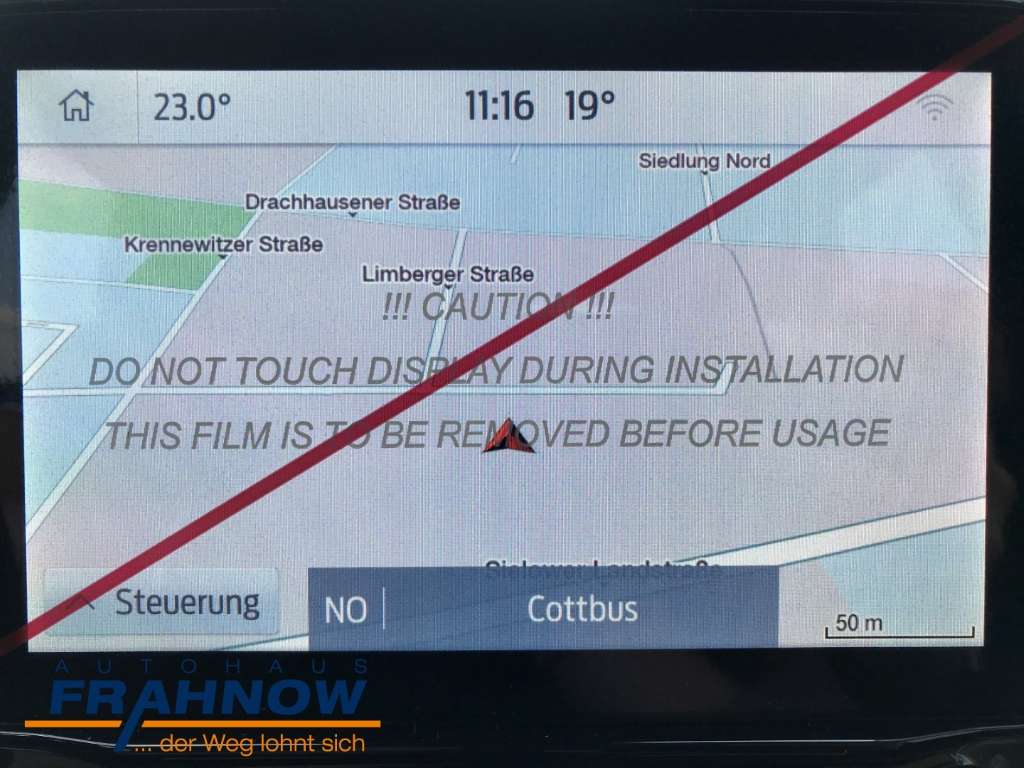 23.0° 11:16 19°
Siedlung Nord
Drachhausener Straße
Krennewitzer Straße
Limberger Straße
!!! CAUTION !!!
DO NOT TOUCH DISPLAY DURING INSTALLATION
THIS FILM IS TO BE REMOVED BEFORE USAGE
Sielower Landstraße
Steuerung
NO
Cottbus
50 m
AUTOHAUS
FRAHNOW
... der Weg lohnt sich